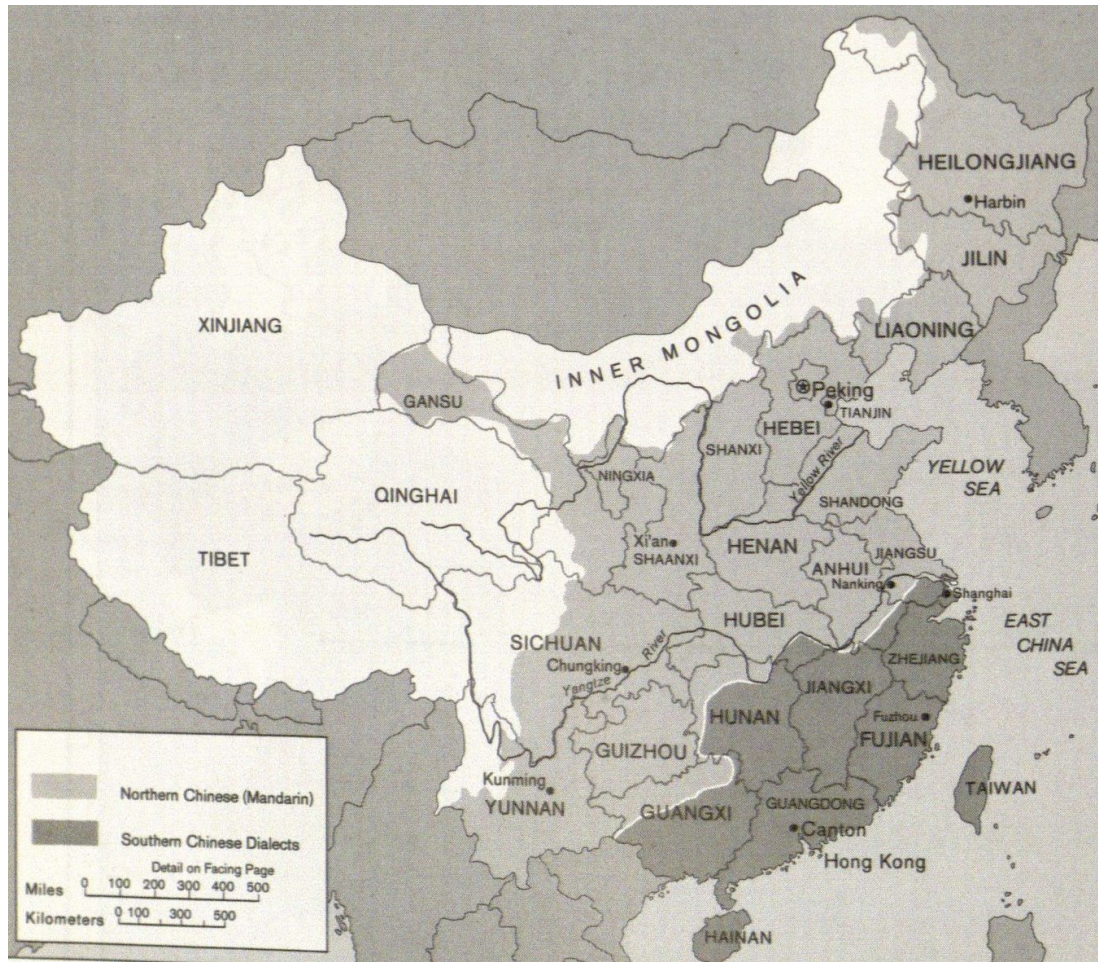 HEILONGJIANG
Harbin
JILIN
XINJIANG
INNER MONGOLIA
LIAONING
GANSU
Peking
TIANJIN
HEBEI
SHANXI
Yellow River
NINGXIA
YELLOW
SEA
QINGHAI
SHANDONG
Xi'an
SHAANXI
HENAN
JIANGSU
ANHUI
TIBET
Nanking
Shanghai
HUBEI
EAST
CHINA
SEA
SICHUAN
River
Chungking
Yangtze
ZHEJIANG
JIANGXI
HUNAN
Fuzhou
FUJIAN
GUIZHOU
Kunming
YUNNAN
TAIWAN
GUANGXI
GUANGDONG
Canton
Hong Kong
HAINAN
Northern Chinese (Mandarin)
Southern Chinese Dialects
Detail on Facing Page
Miles 0 100 200 300 400 500
Kilometers 0 100 300 500